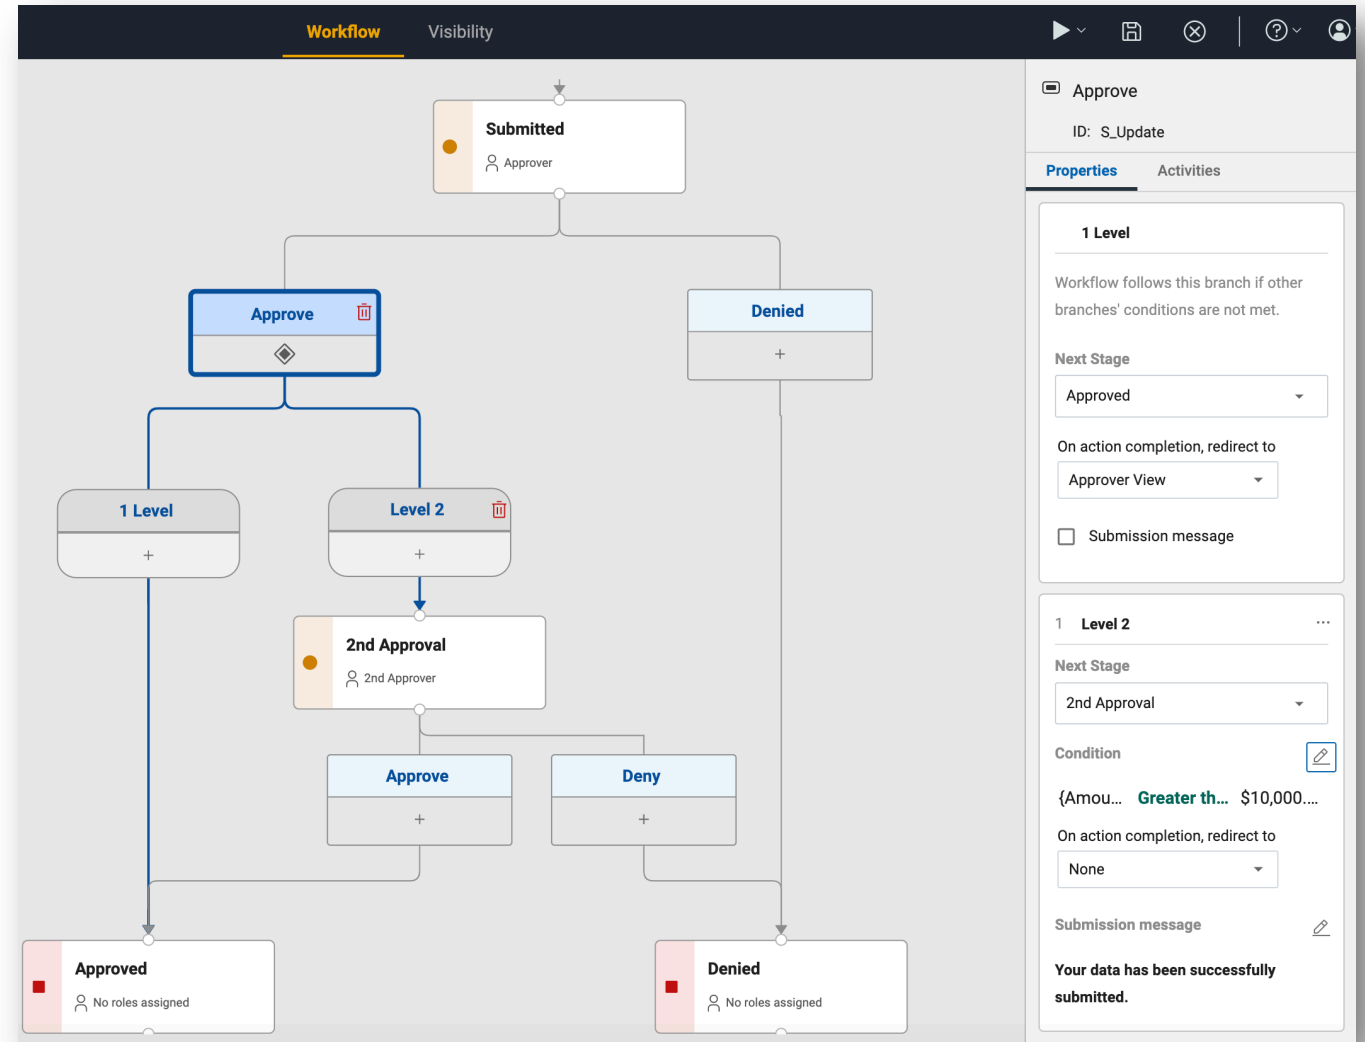 Workflow
Visibility
Submitted
Approver
Approve
Denied
1 Level
Level 2
2nd Approval
2nd Approver
Approve
Deny
Approved
No roles assigned
Denied
No roles assigned
Approve
ID: S_Update
Properties
Activities
1 Level
Workflow follows this branch if other
branches' conditions are not met.
Next Stage
Approved
On action completion, redirect to
Approver View
Submission message
1 Level 2
Next Stage
2nd Approval
Condition
{Amou... Greater th... $10,000....
On action completion, redirect to
None
Submission message
Your data has been successfully
submitted.